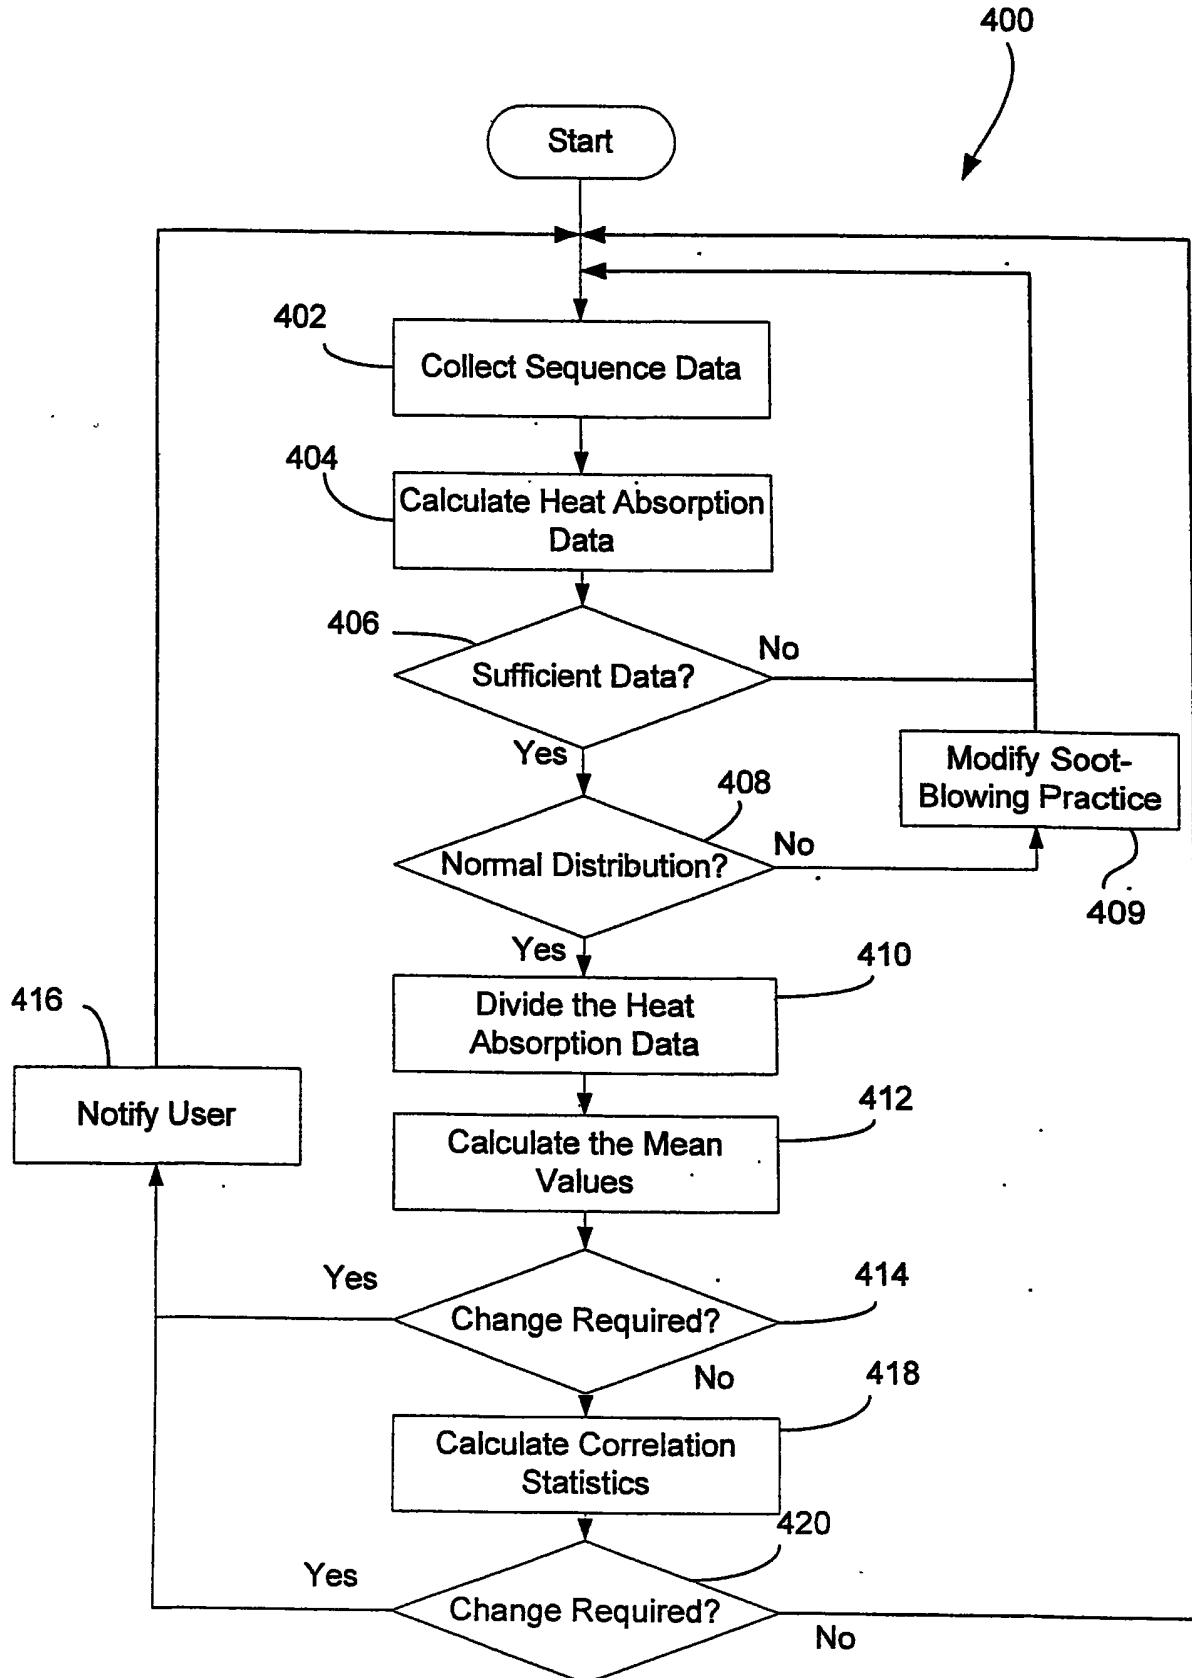 400
Start
402
Collect Sequence Data
404
Calculate Heat Absorption
Data
406
Sufficient Data?
No
Yes
Modify Soot-
Blowing Practice
409
408
Normal Distribution?
No
Yes
410
Divide the Heat
Absorption Data
416
Notify User
412
Calculate the Mean
Values
Yes
414
Change Required?
No
418
Calculate Correlation
Statistics
420
Yes
Change Required?
No